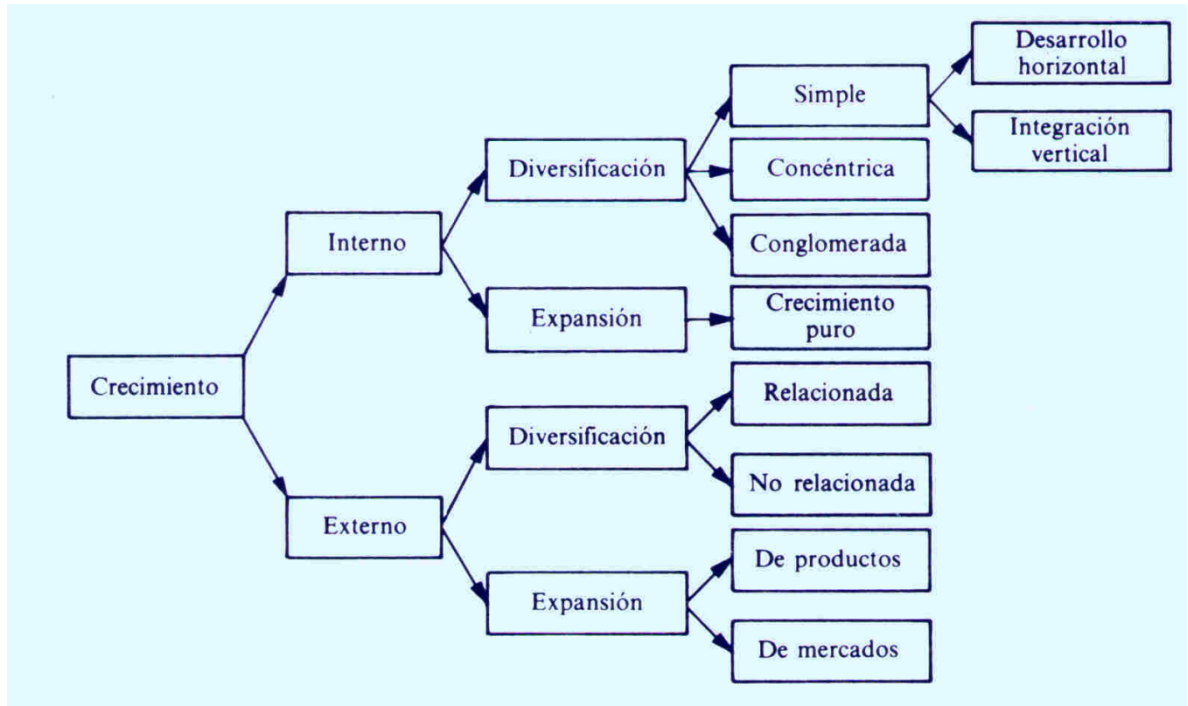 Desarrollo
horizontal
Simple
Integración
vertical
Diversificación
Concéntrica
Interno
Conglomerada
Expansión
Crecimiento
puro
Crecimiento
Relacionada
Diversificación
No relacionada
Externo
De productos
Expansión
De mercados